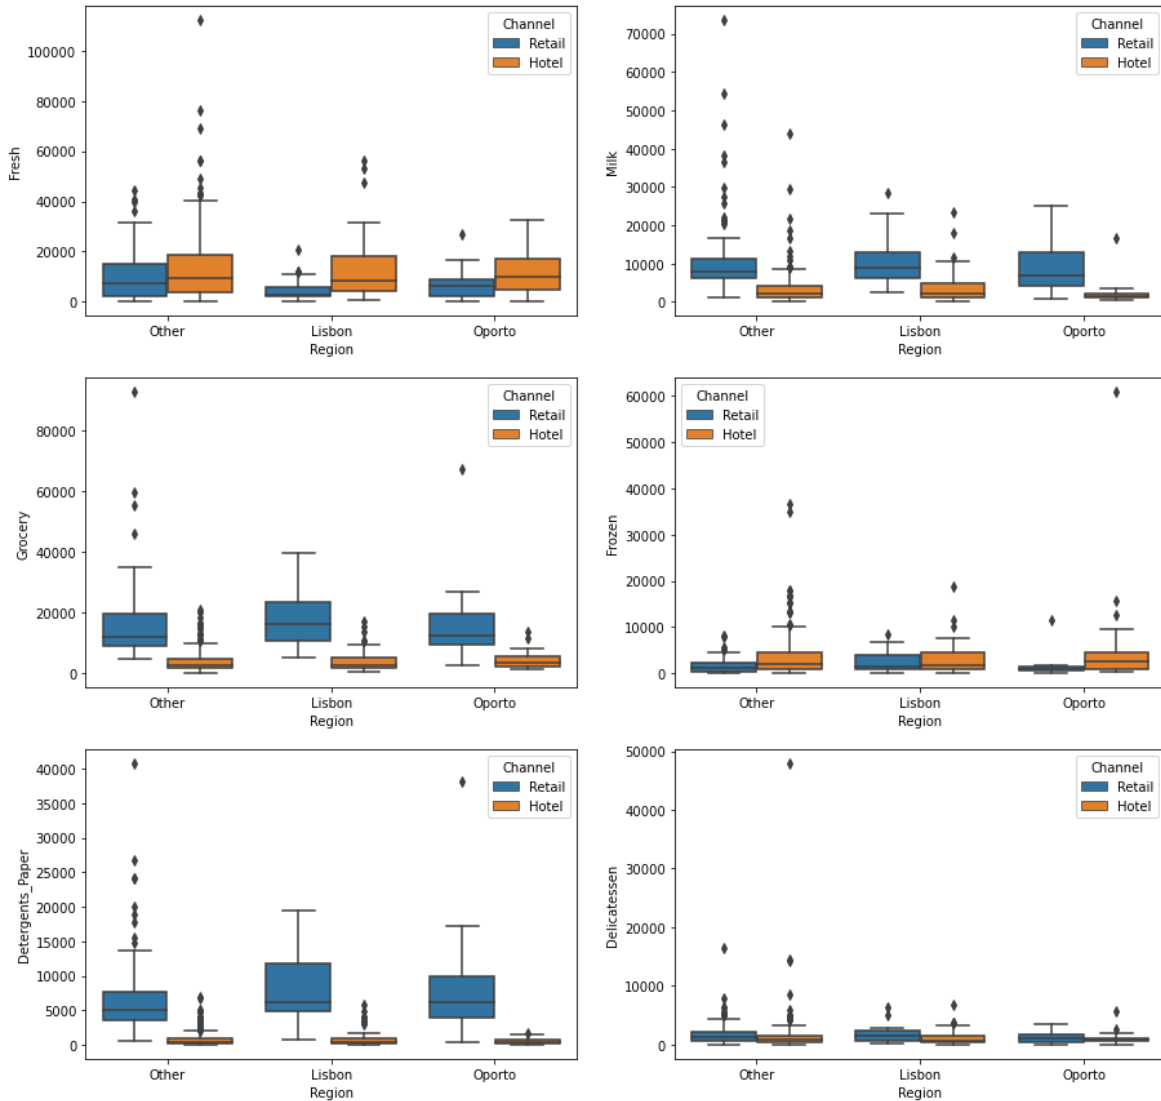 Fresh
100000
80000
60000
40000
20000
0
Channel
Retail
Hotel
Other Lisbon Oporto
Region
Milk
70000
60000
50000
40000
30000
20000
10000
0
Channel
Retail
Hotel
Other Lisbon Oporto
Region
Grocery
80000
60000
40000
20000
0
Channel
Retail
Hotel
Other Lisbon Oporto
Region
Frozen
60000
50000
40000
30000
20000
10000
0
Channel
Retail
Hotel
Other Lisbon Oporto
Region
Detergents_Paper
40000
35000
30000
25000
20000
15000
10000
5000
0
Channel
Retail
Hotel
Other Lisbon Oporto
Region
Delicatessen
50000
40000
30000
20000
10000
0
Channel
Retail
Hotel
Other Lisbon Oporto
Region